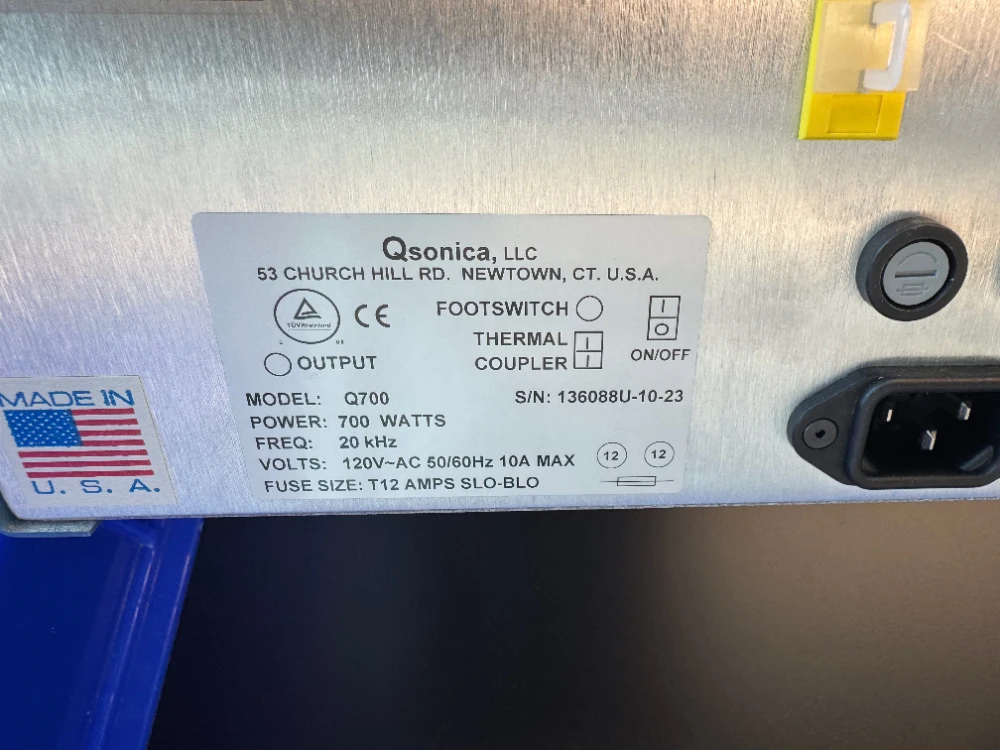 Qsonica, LLC
53 CHURCH HILL RD. NEWTOWN, CT. U.S.A.
TÜVRheinland
C US
CE
FOOTSWITCH
I
O
ON/OFF
THERMAL
COUPLER
I
I
OUTPUT
MODEL: Q700
S/N: 136088U-10-23
POWER: 700 WATTS
FREQ: 20 kHz
VOLTS: 120V~AC 50/60Hz 10A MAX
12 12
FUSE SIZE: T12 AMPS SLO-BLO
MADE IN
U. S. A.